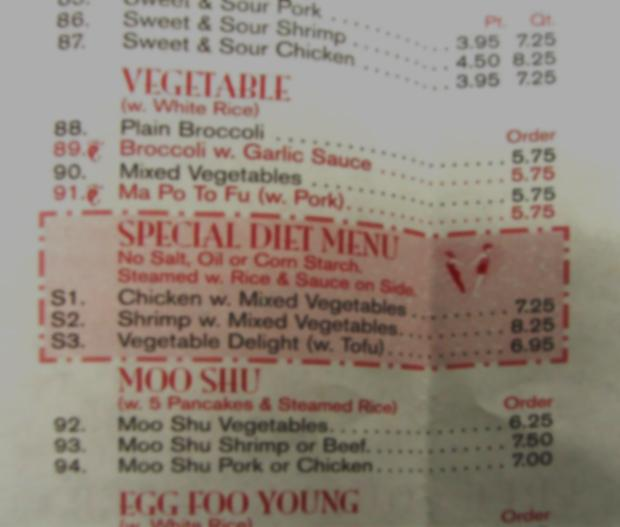 85. Sweet & Sour Pork 3.95 7.25
Pt. Qt.
86. Sweet & Sour Shrimp 4.50 8.25
87. Sweet & Sour Chicken 3.95 7.25
VEGETABLE
(w. White Rice)
Order
88. Plain Broccoli 5.75
89. Broccoli w. Garlic Sauce 5.75
90. Mixed Vegetables 5.75
91. Ma Po To Fu (w. Pork) 5.75
SPECIAL DIET MENU
No Salt, Oil or Corn Starch.
Steamed w. Rice & Sauce on Side.
S1. Chicken w. Mixed Vegetables 7.25
S2. Shrimp w. Mixed Vegetables 8.25
S3. Vegetable Delight (w. Tofu) 6.95
MOO SHU
(w. 5 Pancakes & Steamed Rice) Order
92. Moo Shu Vegetables 6.25
93. Moo Shu Shrimp or Beef 7.50
94. Moo Shu Pork or Chicken 7.00
EGG FOO YOUNG
(w. White Rice) Order